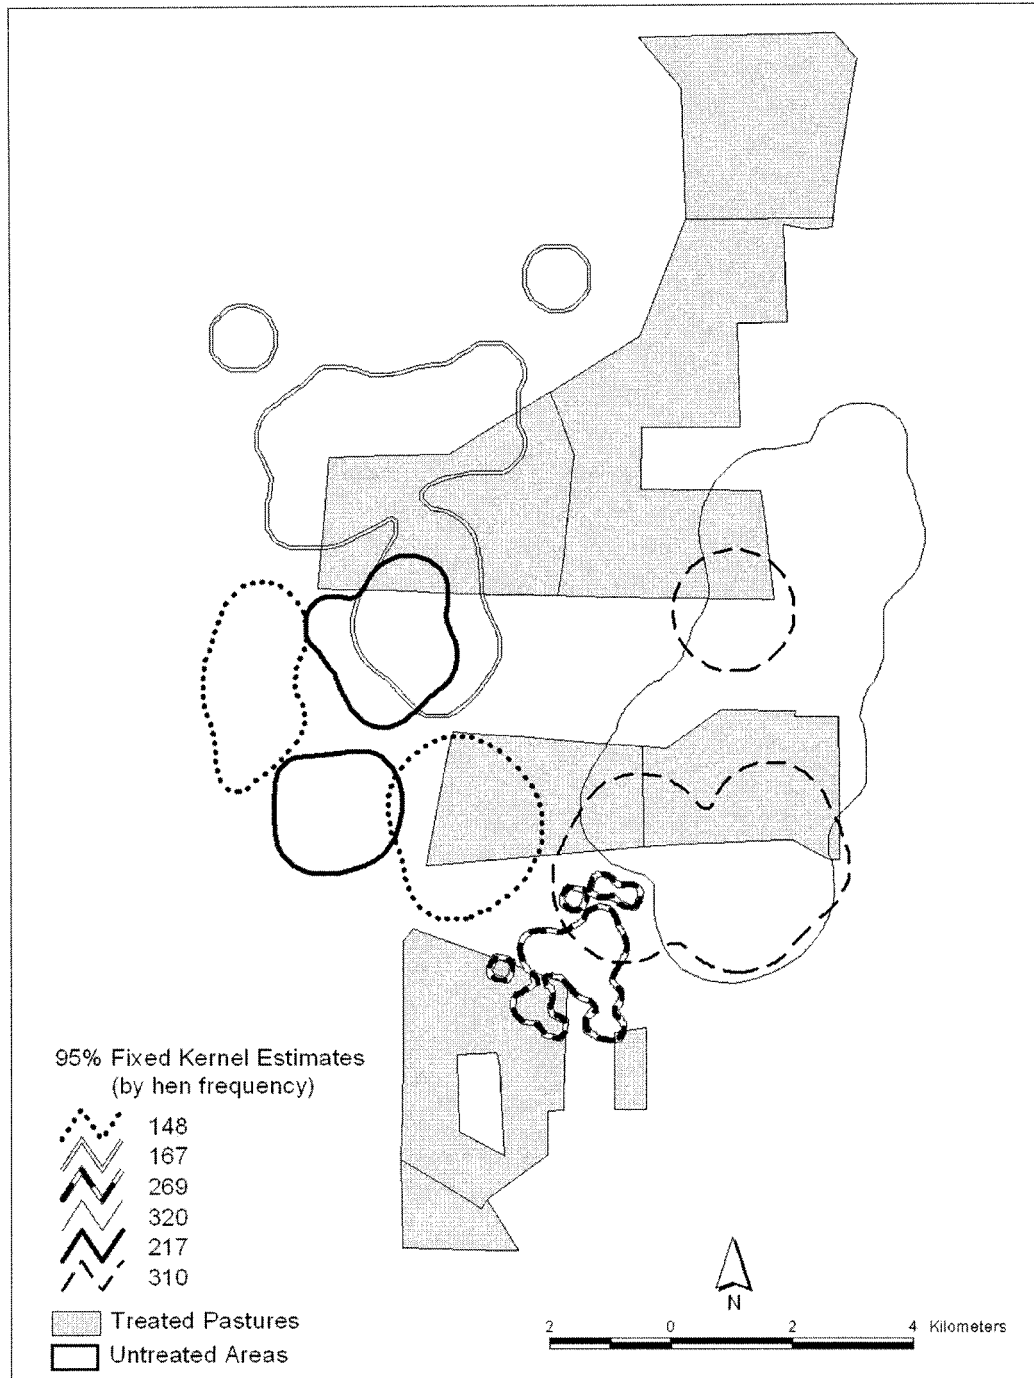 95% Fixed Kernel Estimates
(by hen frequency)
148
167
269
320
217
310
Treated Pastures
Untreated Areas
N
2 0 2 4 Kilometers